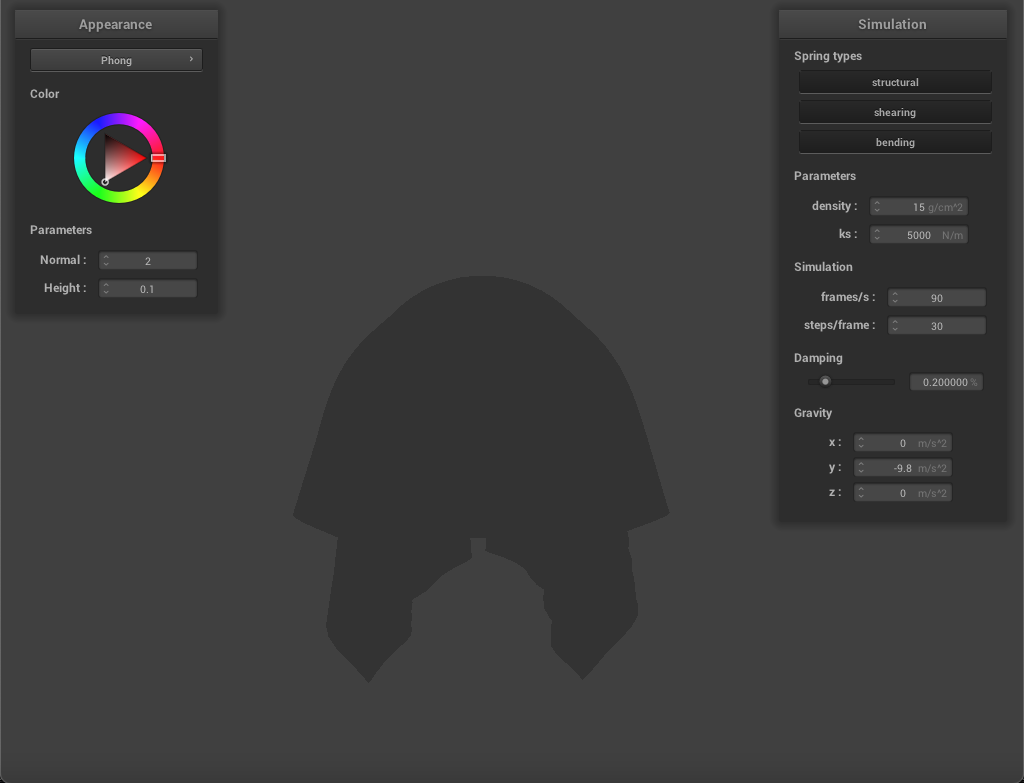 Appearance
Phong ›
Color
Parameters
Normal : 2
Height : 0.1
Simulation
Spring types
structural
shearing
bending
Parameters
density : 15 g/cm^2
ks : 5000 N/m
Simulation
frames/s : 90
steps/frame : 30
Damping
0.200000 %
Gravity
x : 0 m/s^2
y : -9.8 m/s^2
z : 0 m/s^2